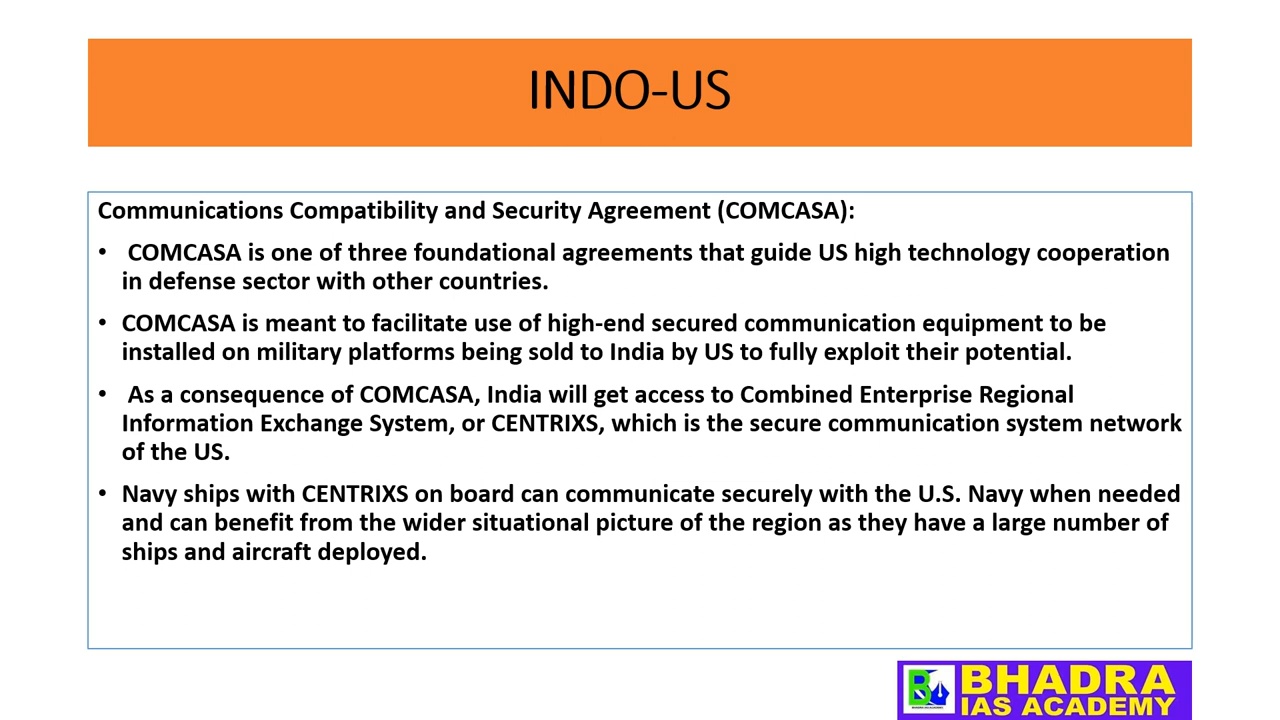 INDO-US
Communications Compatibility and Security Agreement (COMCASA):
• COMCASA is one of three foundational agreements that guide US high technology cooperation
in defense sector with other countries.
• COMCASA is meant to facilitate use of high-end secured communication equipment to be
installed on military platforms being sold to India by US to fully exploit their potential.
• As a consequence of COMCASA, India will get access to Combined Enterprise Regional
Information Exchange System, or CENTRIXS, which is the secure communication system network
of the US.
• Navy ships with CENTRIXS on board can communicate securely with the U.S. Navy when needed
and can benefit from the wider situational picture of the region as they have a large number of
ships and aircraft deployed.
BHADRA
IAS ACADEMY